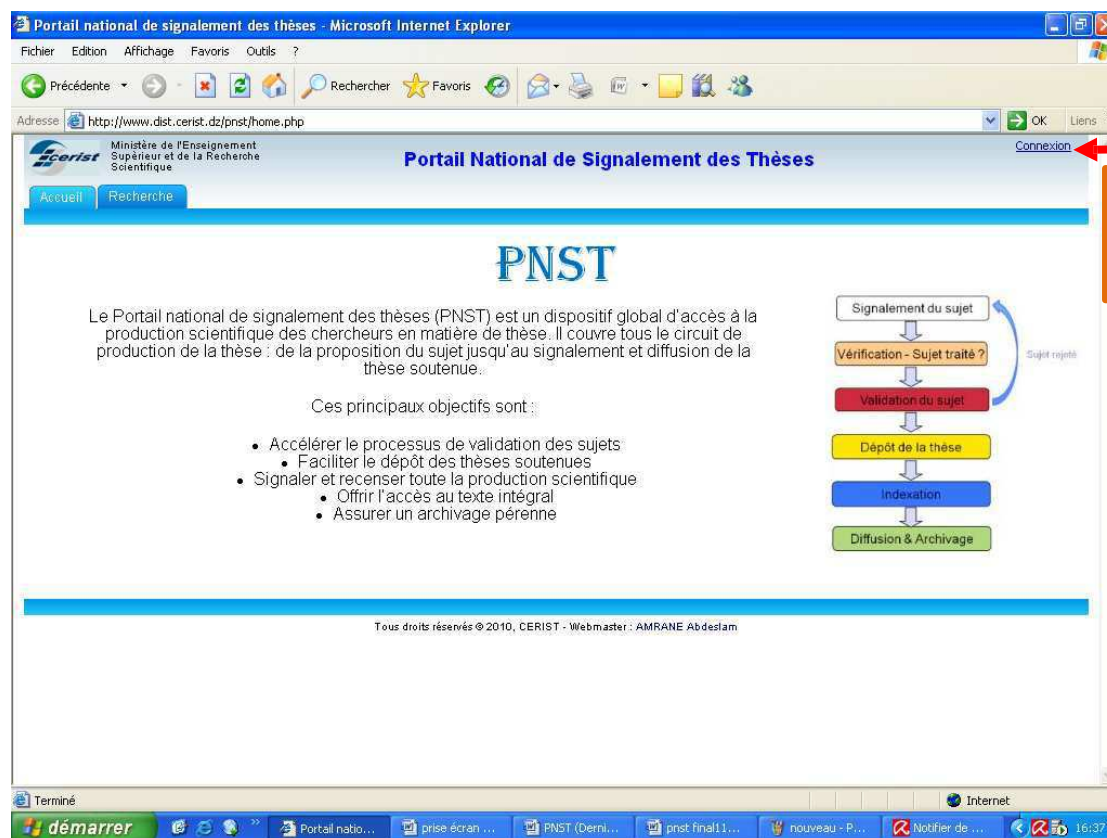 Portail national de signalement des thèses - Microsoft Internet Explorer
Fichier Edition Affichage Favoris Outils ?
Précédente Rechercher Favoris
Adresse http://www.dist.cerist.dz/pnst/home.php OK Liens
cerist
Ministère de l'Enseignement
Supèrieur et de la Recherche
Scientifique
Portail National de Signalement des Thèses
Connexion
Accueil Recherche
PNST
Le Portail national de signalement des thèses (PNST) est un dispositif global d'accès à la
production scientifique des chercheurs en matière de thèse. Il couvre tous le circuit de
production de la thèse : de la proposition du sujet jusqu'au signalement et diffusion de la
thèse soutenue.
Ces principaux objectifs sont :
• Accélérer le processus de validation des sujets
• Faciliter le dépôt des thèses soutenues
• Signaler et recenser toute la production scientifique
• Offrir l'accès au texte intégral
• Assurer un archivage pérenne
Signalement du sujet
Vérification - Sujet traité ?
Sujet rejeté
Validation du sujet
Dépôt de la thèse
Indexation
Diffusion & Archivage
Tous droits réservés © 2010, CERIST - Webmaster : AMRANE Abdeslam
Terminé Internet
démarrer Portail natio... prise écran ... PNST (Derni... pnst final11... nouveau - P... Notifier de ... 16:37